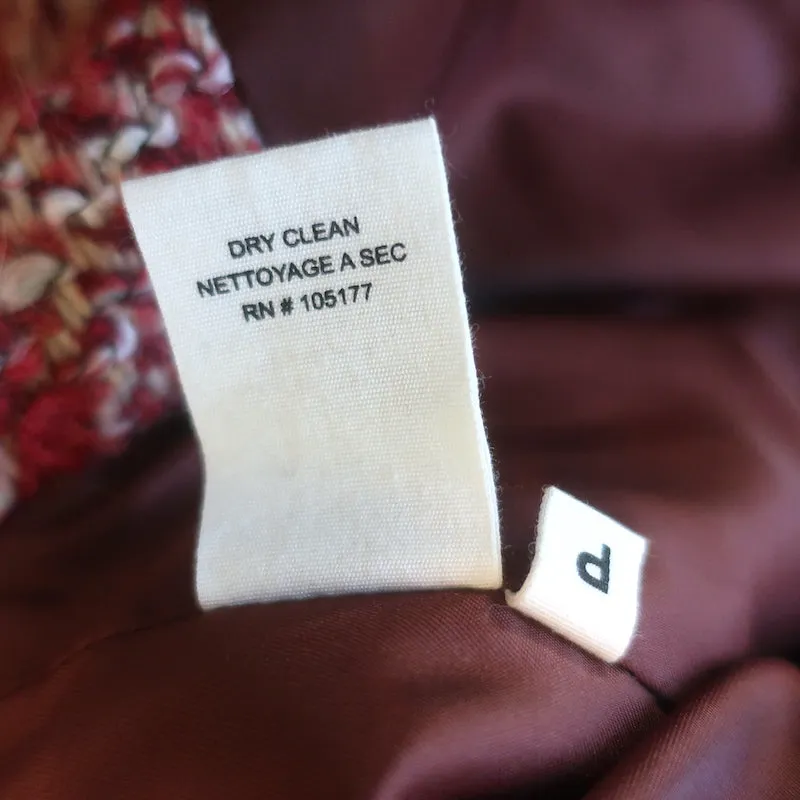 DRY CLEAN
NETTOYAGE A SEC
RN # 105177
P